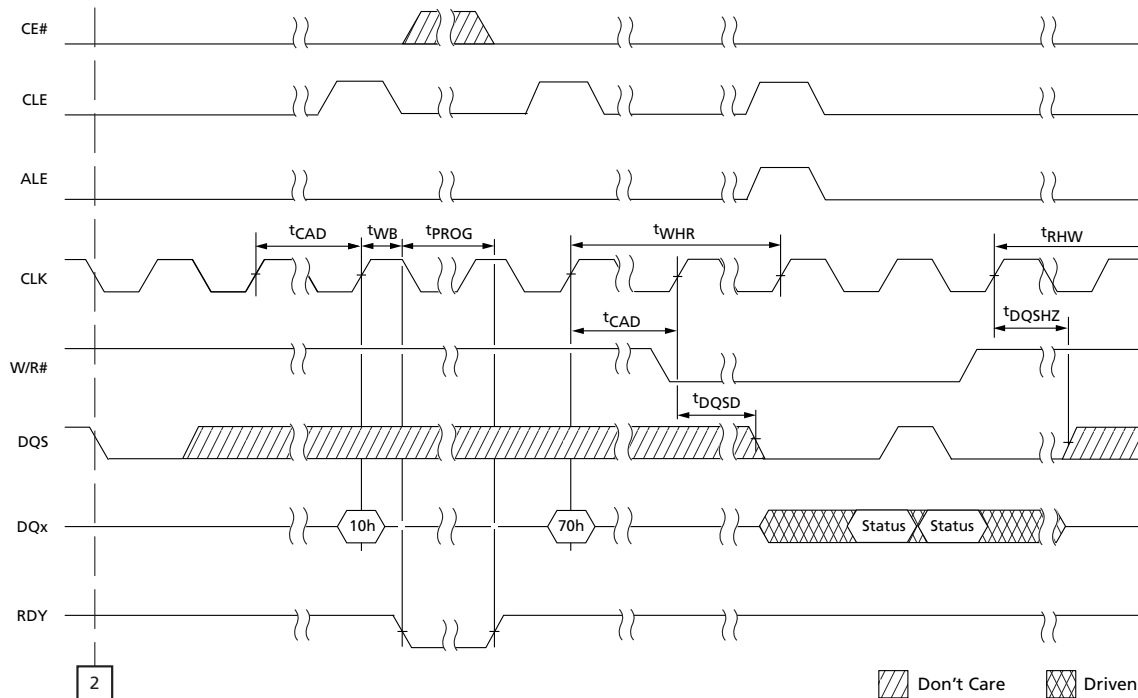 CE#
CLE
ALE
tCAD tWB tPROG tWHR tRHW
CLK
tCAD tDQSHZ
W/R#
tDQSD
DQS
DQx 10h 70h Status Status
RDY
2 Don't Care Driven